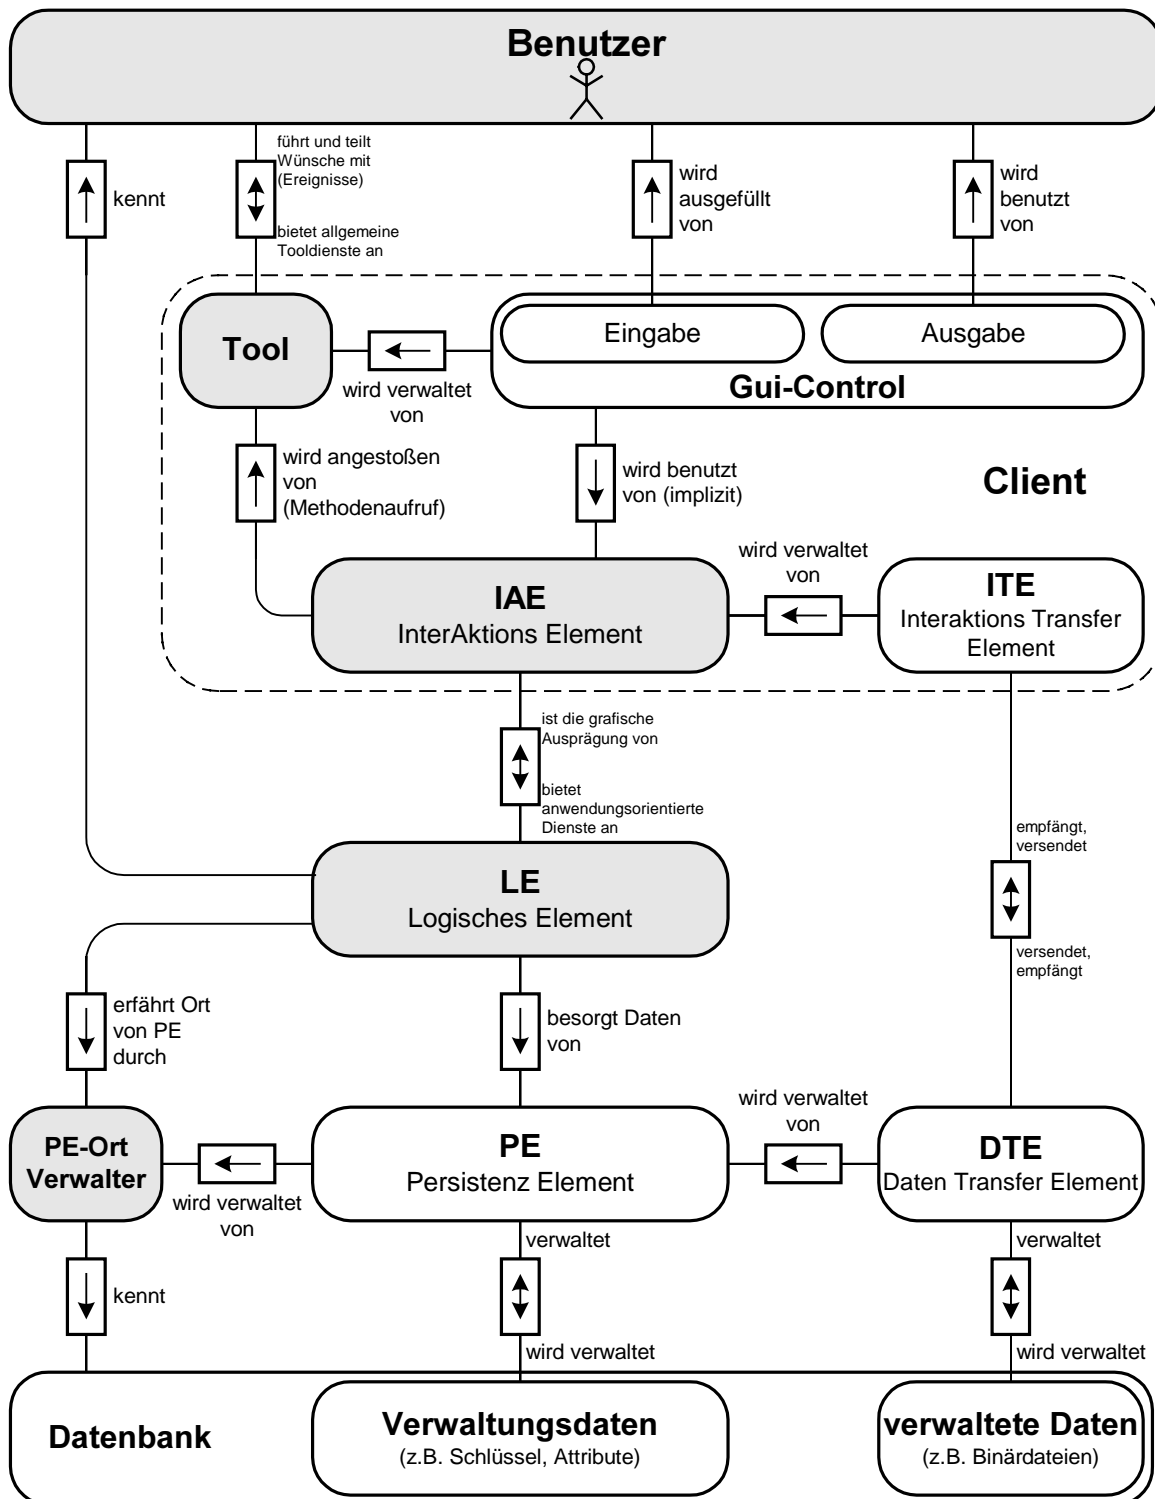 Benutzer
führt und teilt
Wünsche mit
(Ereignisse)
kennt
wird
ausgefüllt
von
wird
benutzt
von
bietet allgemeine
Tooldienste an
Tool
Eingabe
Ausgabe
Gui-Control
wird verwaltet
von
wird angestoßen
von
(Methodenaufruf)
wird benutzt
von (implizit)
Client
wird verwaltet
von
IAE
InterAktions Element
ITE
Interaktions Transfer
Element
ist die grafische
Ausprägung von
bietet
anwendungsorientierte
Dienste an
empfängt,
versendet
LE
Logisches Element
versendet,
empfängt
erfährt Ort
von PE
durch
besorgt Daten
von
wird verwaltet
von
PE-Ort
Verwalter
wird verwaltet
von
PE
Persistenz Element
DTE
Daten Transfer Element
verwaltet
verwaltet
kennt
wird verwaltet
wird verwaltet
Datenbank
Verwaltungsdaten
(z.B. Schlüssel, Attribute)
verwaltete Daten
(z.B. Binärdateien)